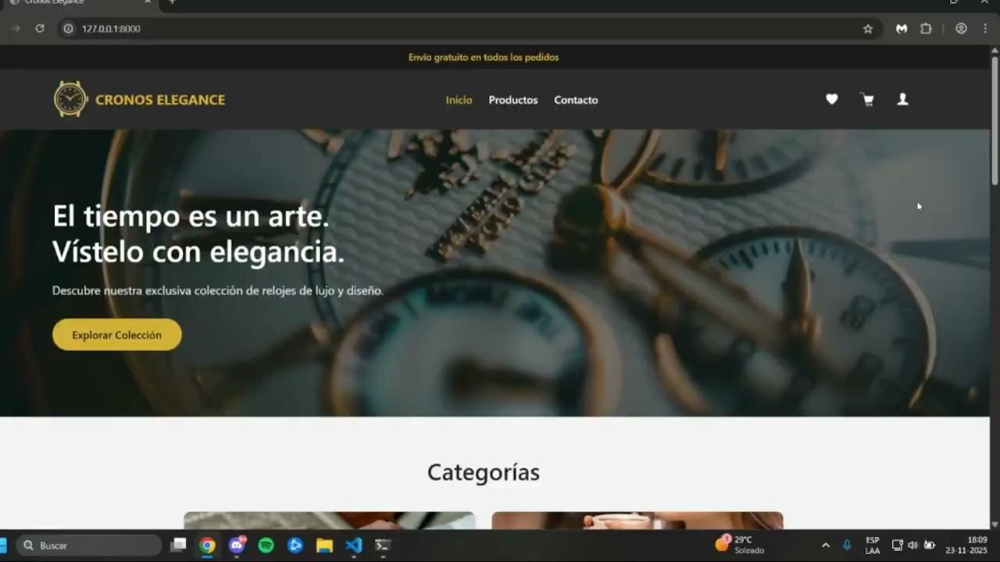 Cronos Elegance
127.0.0.1:8000
Envío gratuito en todos los pedidos
CRONOS ELEGANCE
Inicio
Productos
Contacto
El tiempo es un arte.
Vístelo con elegancia.
Descubre nuestra exclusiva colección de relojes de lujo y diseño.
Explorar Colección
Categorías
Buscar
29°C
Soleado
ESP
LAA
18:09
23-11-2025